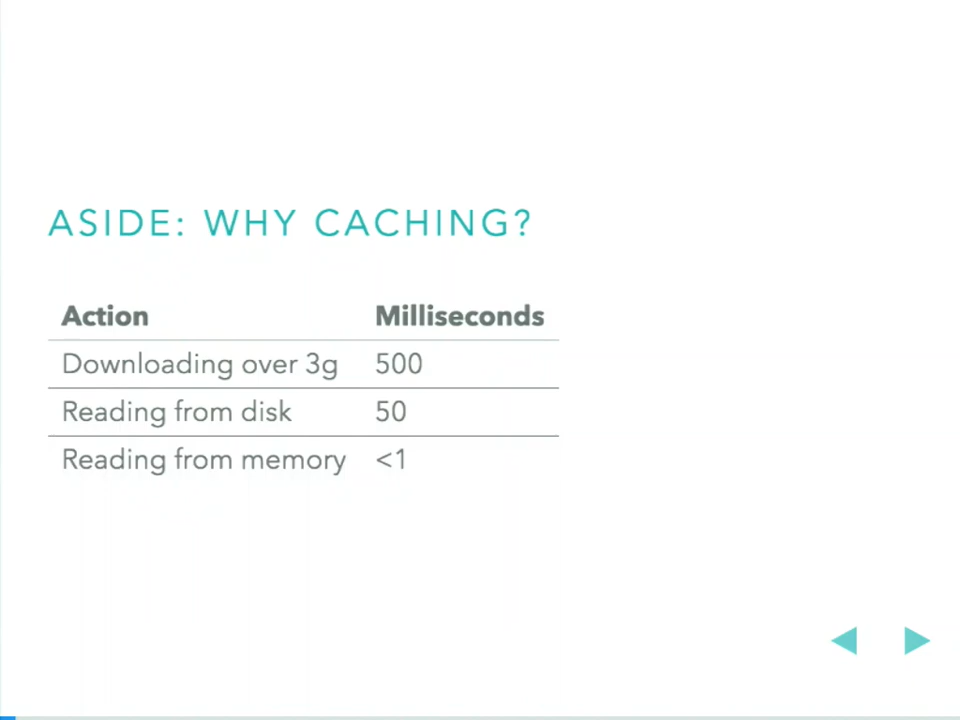 ASIDE: WHY CACHING?
Action Milliseconds
Downloading over 3g 500
Reading from disk 50
Reading from memory <1